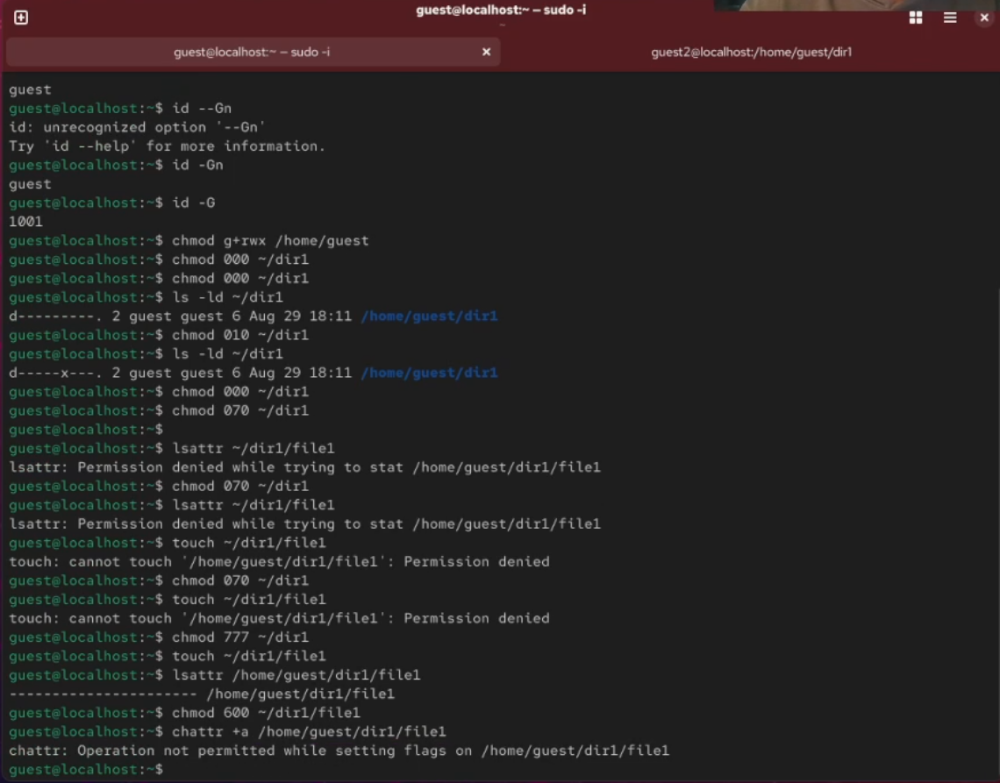 guest@localhost:~ — sudo -i
~
guest@localhost:~ — sudo -i
guest2@localhost:/home/guest/dir1
guest
guest@localhost:~$ id --Gn
id: unrecognized option '--Gn'
Try 'id --help' for more information.
guest@localhost:~$ id -Gn
guest
guest@localhost:~$ id -G
1001
guest@localhost:~$ chmod g+rwx /home/guest
guest@localhost:~$ chmod 000 ~/dir1
guest@localhost:~$ chmod 000 ~/dir1
guest@localhost:~$ ls -ld ~/dir1
d---------. 2 guest guest 6 Aug 29 18:11 /home/guest/dir1
guest@localhost:~$ chmod 010 ~/dir1
guest@localhost:~$ ls -ld ~/dir1
d-----x---. 2 guest guest 6 Aug 29 18:11 /home/guest/dir1
guest@localhost:~$ chmod 000 ~/dir1
guest@localhost:~$ chmod 070 ~/dir1
guest@localhost:~$
guest@localhost:~$ lsattr ~/dir1/file1
lsattr: Permission denied while trying to stat /home/guest/dir1/file1
guest@localhost:~$ chmod 070 ~/dir1
guest@localhost:~$ lsattr ~/dir1/file1
lsattr: Permission denied while trying to stat /home/guest/dir1/file1
guest@localhost:~$ touch ~/dir1/file1
touch: cannot touch '/home/guest/dir1/file1': Permission denied
guest@localhost:~$ chmod 070 ~/dir1
guest@localhost:~$ touch ~/dir1/file1
touch: cannot touch '/home/guest/dir1/file1': Permission denied
guest@localhost:~$ chmod 777 ~/dir1
guest@localhost:~$ touch ~/dir1/file1
guest@localhost:~$ lsattr /home/guest/dir1/file1
---------------------- /home/guest/dir1/file1
guest@localhost:~$ chmod 600 ~/dir1/file1
guest@localhost:~$ chattr +a /home/guest/dir1/file1
chattr: Operation not permitted while setting flags on /home/guest/dir1/file1
guest@localhost:~$